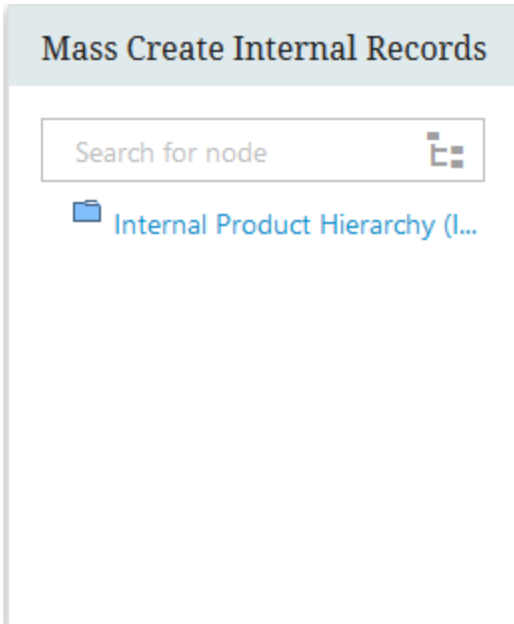 Mass Create Internal Records
Search for node
Internal Product Hierarchy (I...